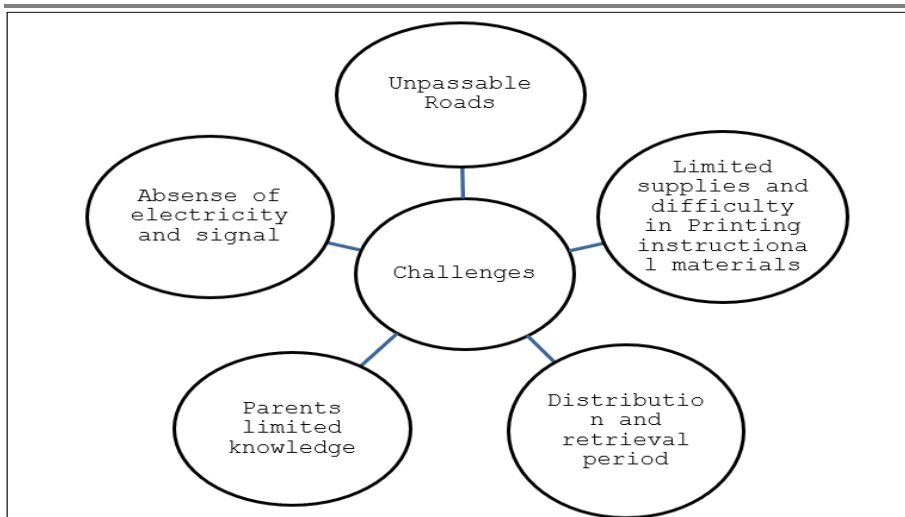 Unpassable
Roads
Absense of
electricity
and signal
Limited
supplies and
difficulty
in Printing
instructiona
l materials
Challenges
Parents
limited
knowledge
Distributio
n and
retrieval
period